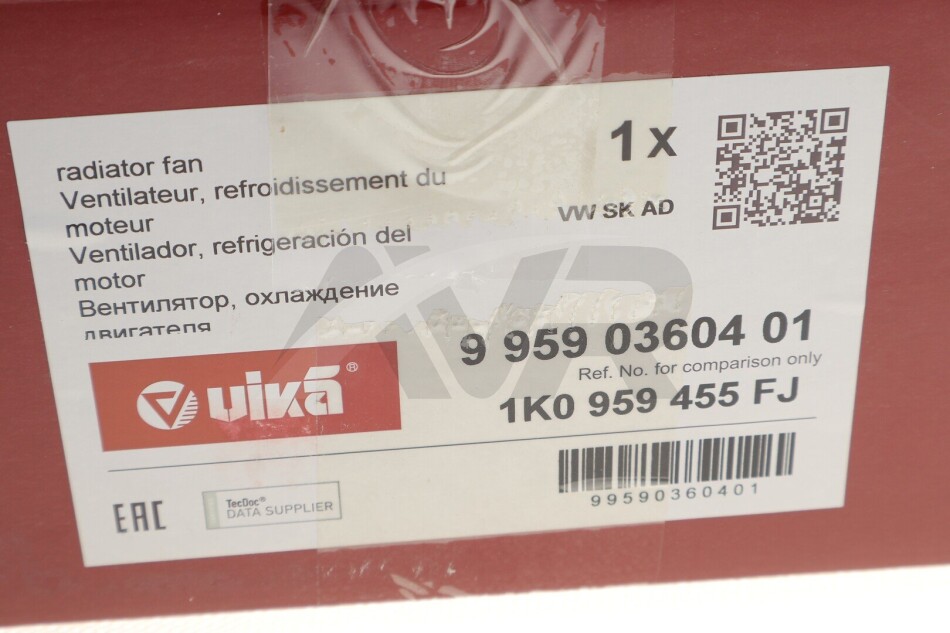 radiator fan
Ventilateur, refroidissement du
moteur
Ventilador, refrigeración del
motor
Вентилятор, охлаждение
двигателя
1 x
VW SK AD
9 959 03604 01
Ref. No. for comparison only
1K0 959 455 FJ
vika®
99590360401
EAC
TecDoc®
DATA SUPPLIER
AVR